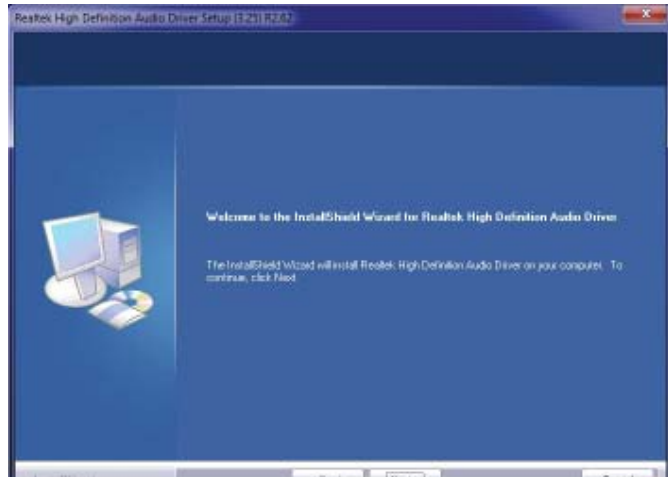 Realtek High Definition Audio Driver Setup (3.25) R2.62
Welcome to the InstallShield Wizard for Realtek High Definition Audio Driver
The InstallShield Wizard will install Realtek High Definition Audio Driver on your computer. To
continue, click Next